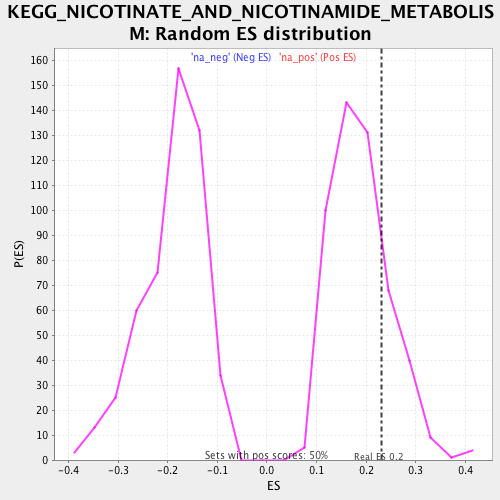 KEGG_NICOTINATE_AND_NICOTINAMIDE_METABOLIS
M: Random ES distribution
'na_neg' (Neg ES) 'na_pos' (Pos ES)
160
150
140
130
120
110
100
90
80
70
60
50
40
30
20
10
0
P(ES)
Sets with pos scores: 50%
Real ES 0.2
-0.4 -0.3 -0.2 -0.1 0.0 0.1 0.2 0.3 0.4
ES